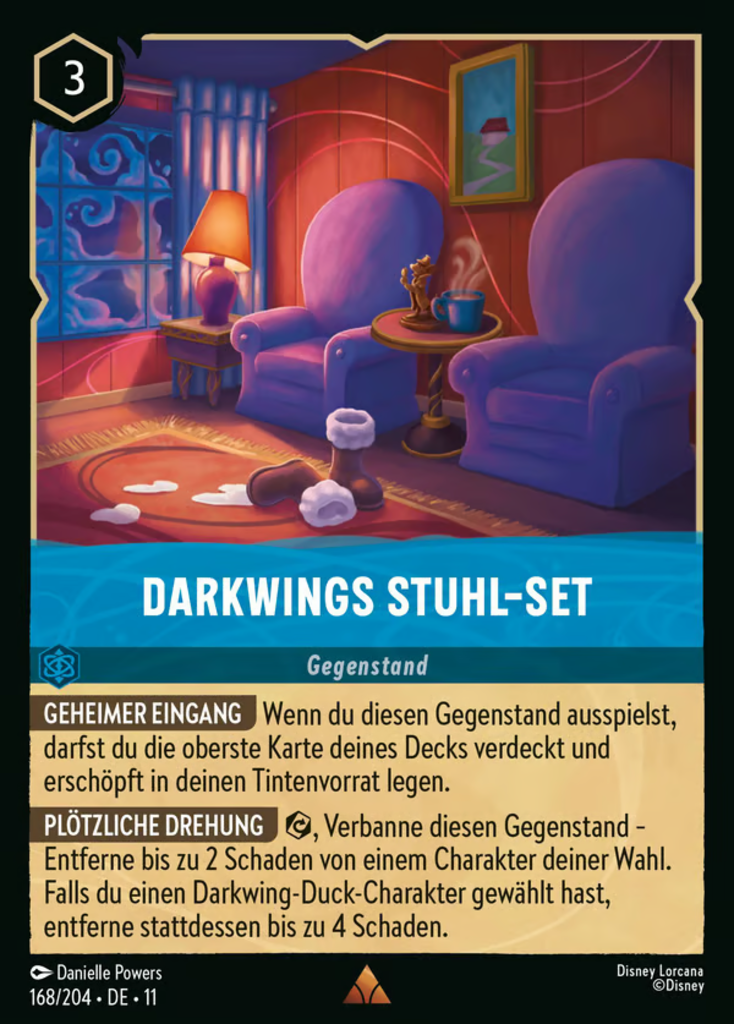 3
DARKWINGS STUHL-SET
Gegenstand
GEHEIMER EINGANG Wenn du diesen Gegenstand ausspielst,
darfst du die oberste Karte deines Decks verdeckt und
erschöpft in deinen Tintenvorrat legen.
PLÖTZLICHE DREHUNG , Verbanne diesen Gegenstand –
Entferne bis zu 2 Schaden von einem Charakter deiner Wahl.
Falls du einen Darkwing-Duck-Charakter gewählt hast,
entferne stattdessen bis zu 4 Schaden.
Danielle Powers
168/204 • DE • 11
Disney Lorcana
©Disney